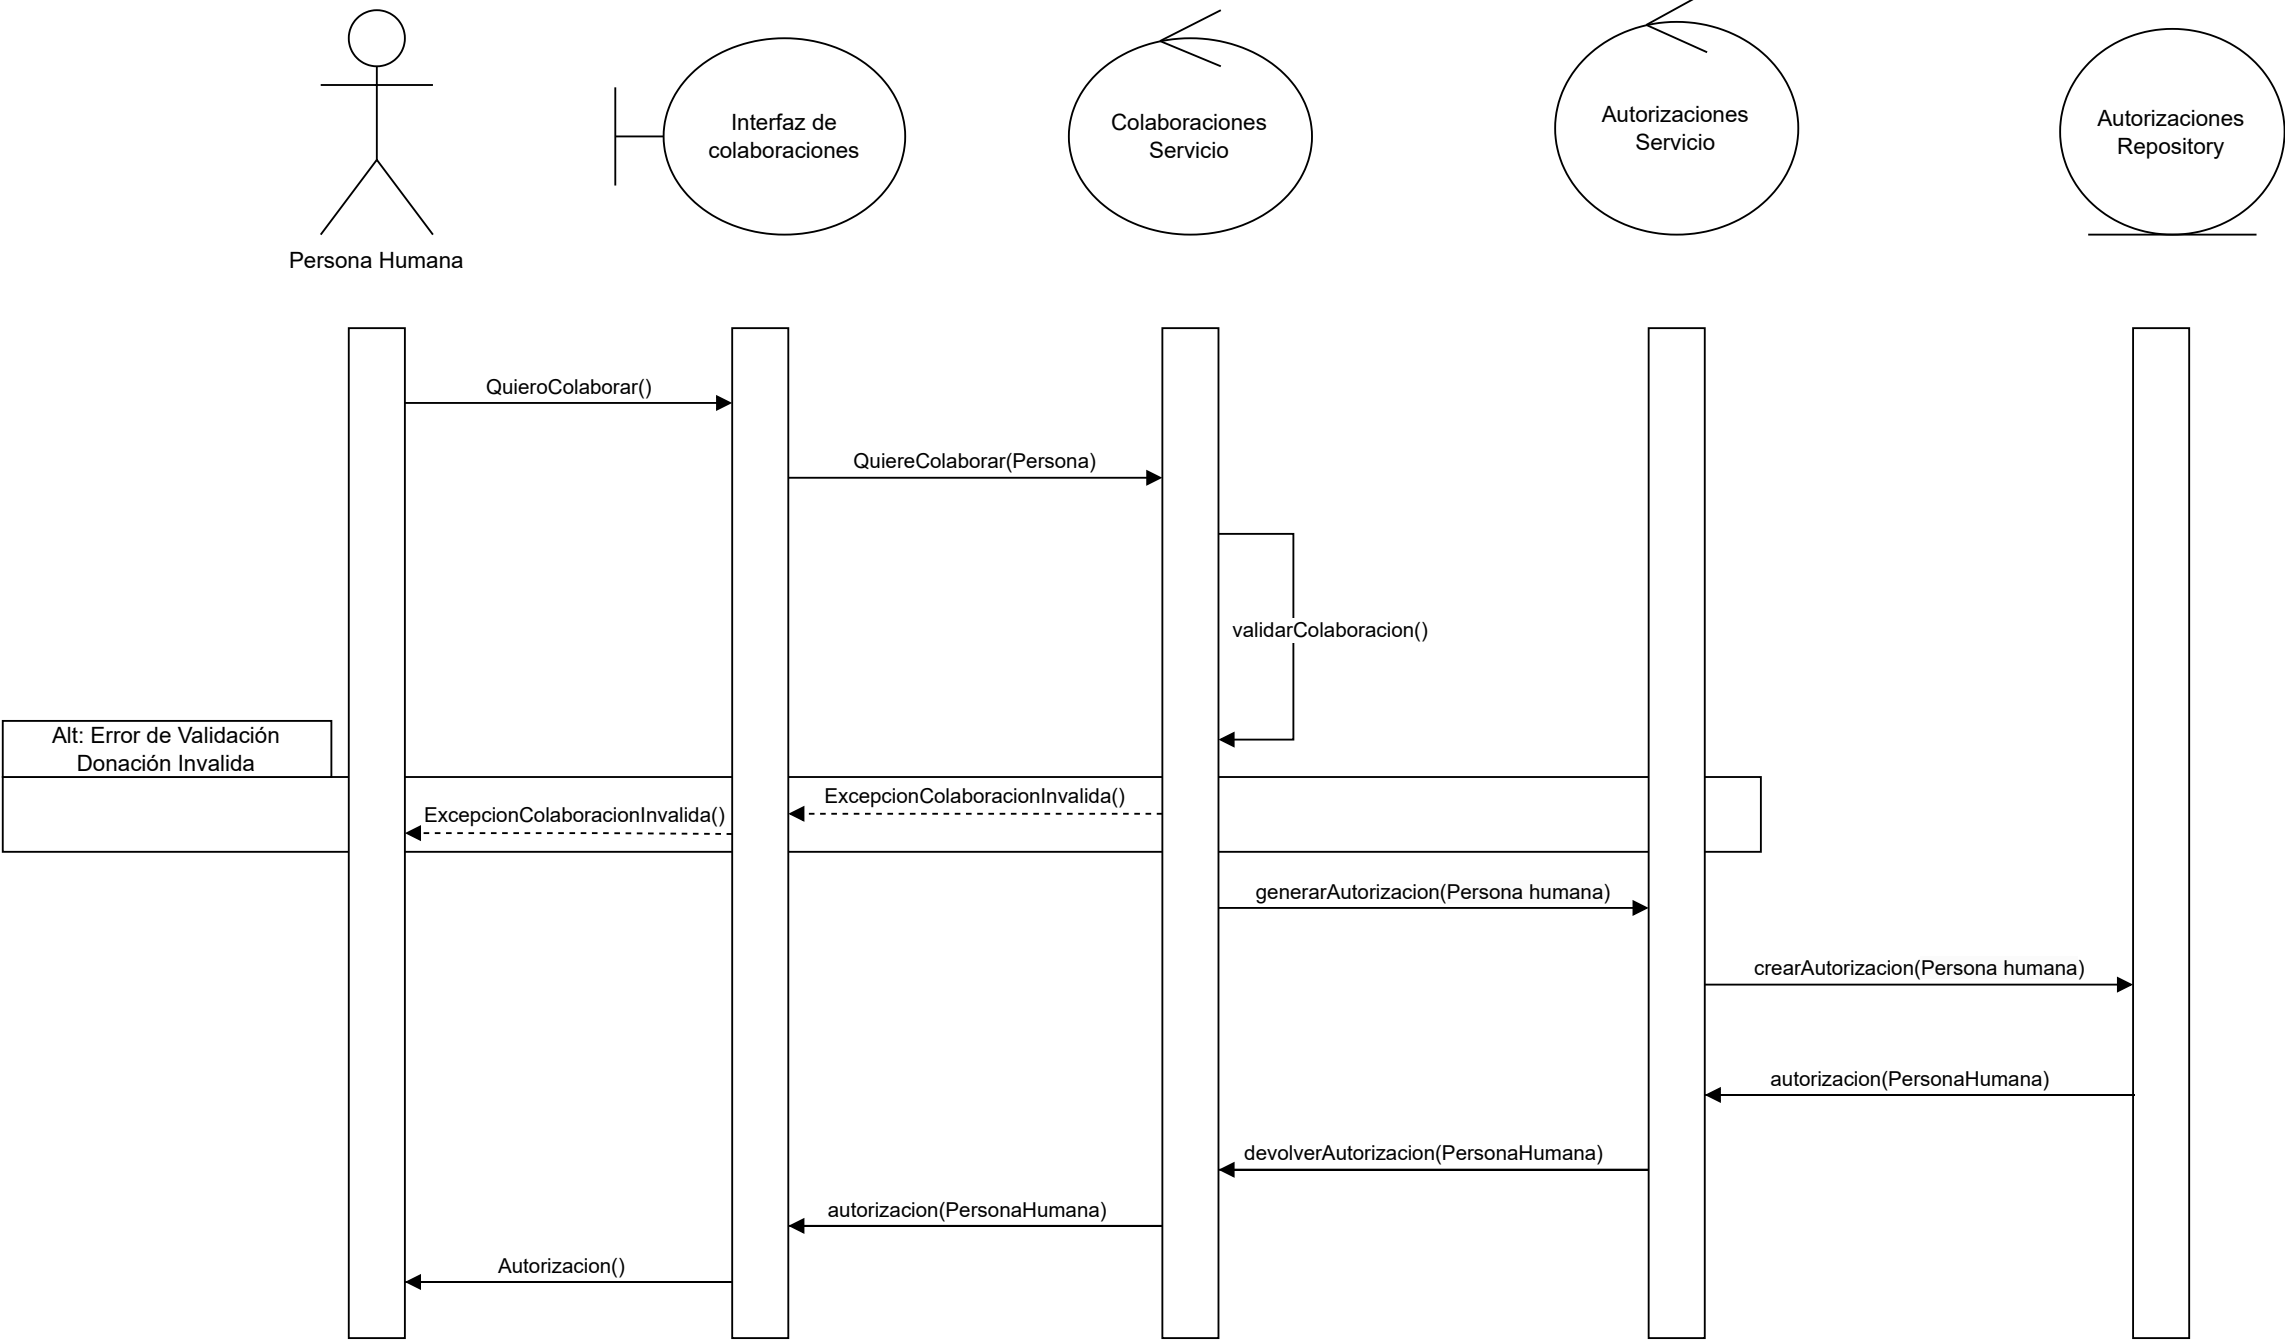 Persona Humana
Interfaz de
colaboraciones
Colaboraciones
Servicio
Autorizaciones
Servicio
Autorizaciones
Repository
QuieroColaborar()
QuiereColaborar(Persona)
validarColaboracion()
Alt: Error de Validación
Donación Invalida
ExcepcionColaboracionInvalida()
ExcepcionColaboracionInvalida()
generarAutorizacion(Persona humana)
crearAutorizacion(Persona humana)
autorizacion(PersonaHumana)
devolverAutorizacion(PersonaHumana)
autorizacion(PersonaHumana)
Autorizacion()